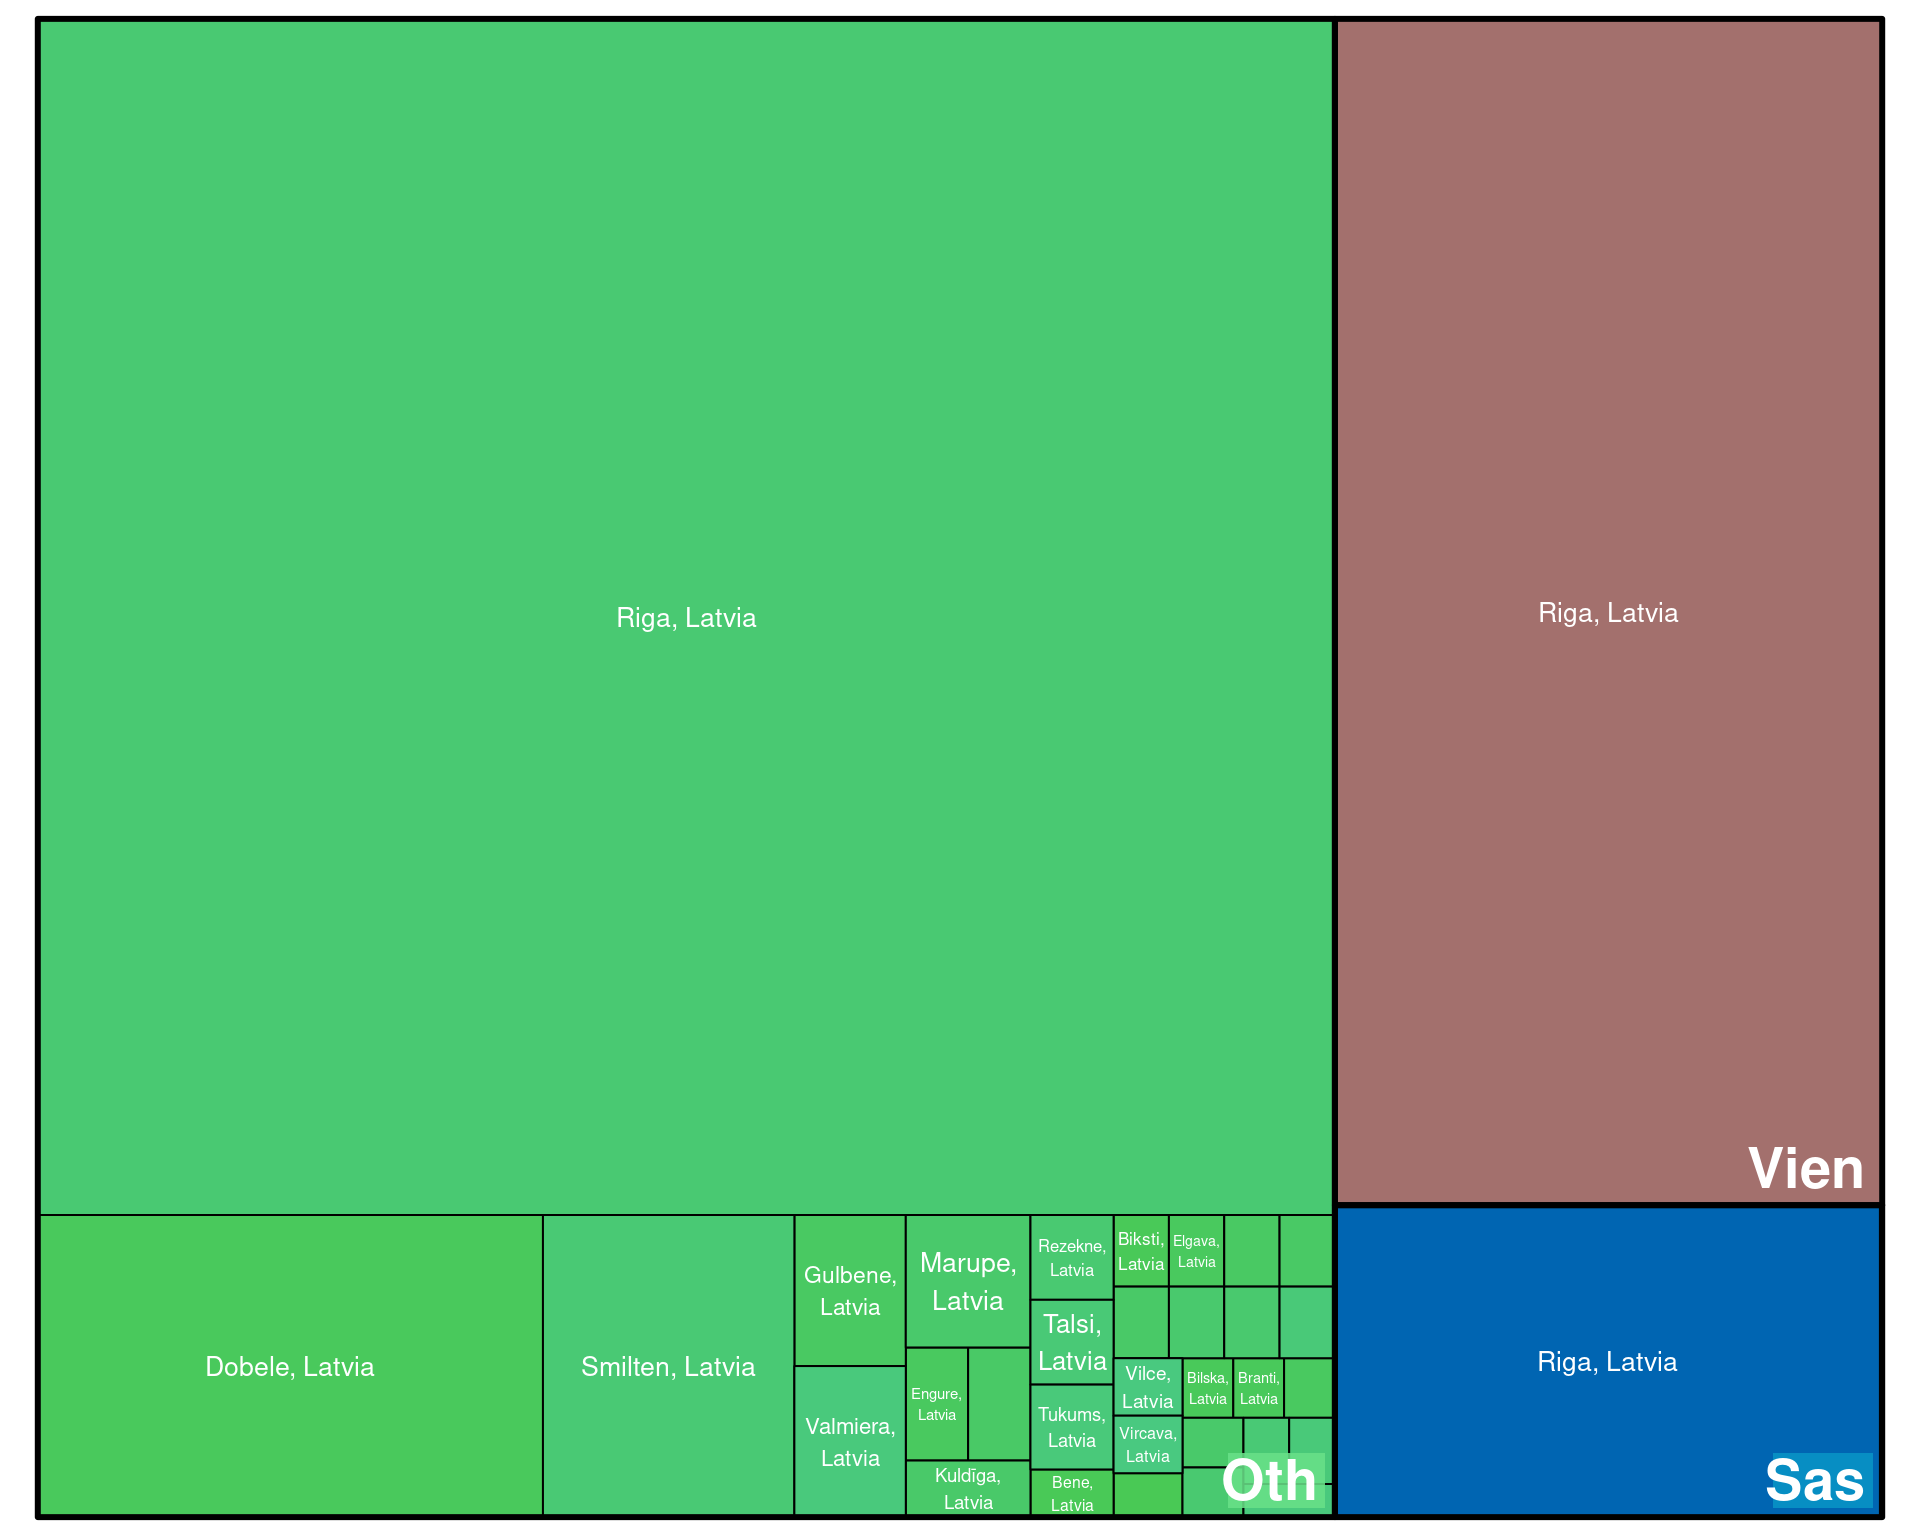 Riga, Latvia
Riga, Latvia
Vien
Dobele, Latvia
Smilten, Latvia
Gulbene,
Latvia
Valmiera,
Latvia
Marupe,
Latvia
Engure,
Latvia
Kuldīga,
Latvia
Rezekne,
Latvia
Talsi,
Latvia
Tukums,
Latvia
Bene,
Latvia
Biksti,
Latvia
Elgava,
Latvia
Vilce,
Latvia
Vircava,
Latvia
Bilska,
Latvia
Branti,
Latvia
Oth
Riga, Latvia
Sas